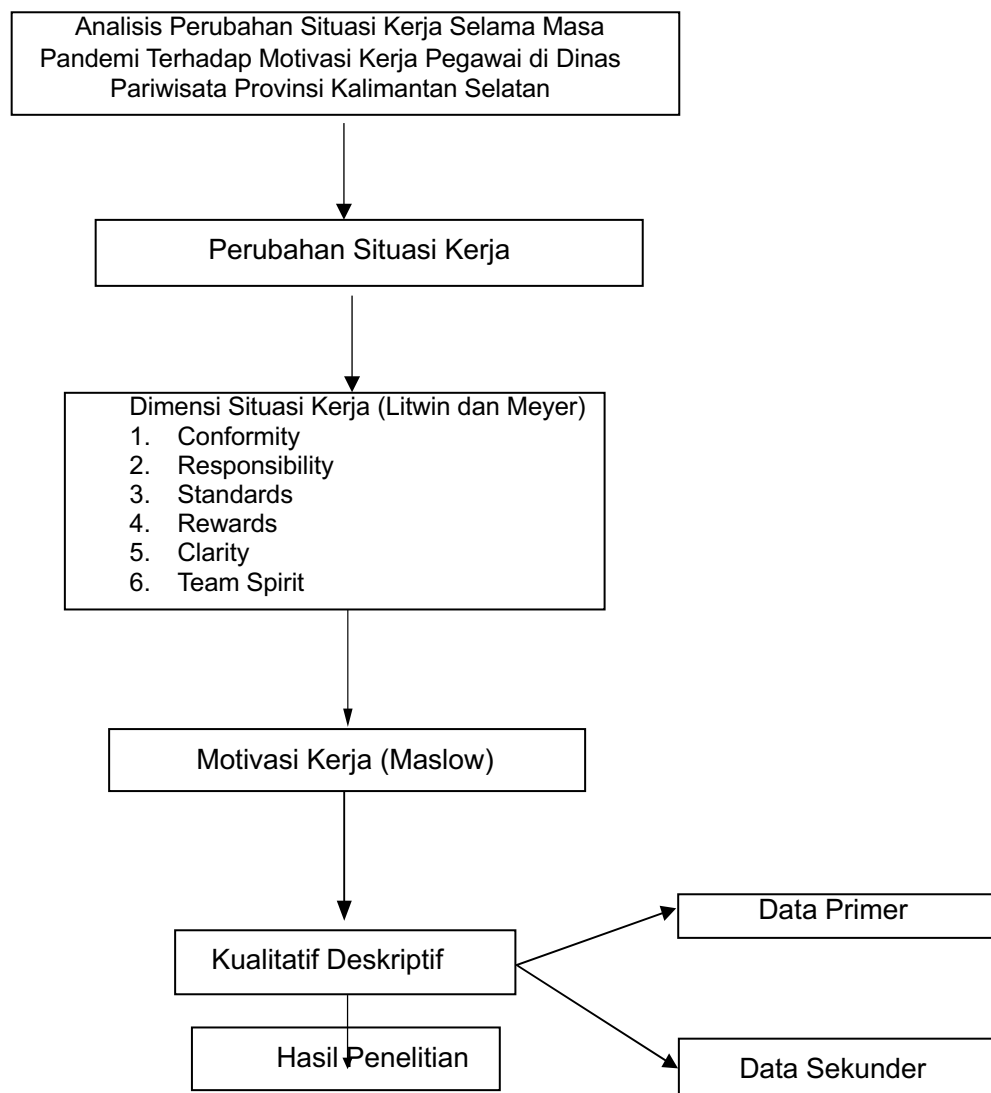 Analisis Perubahan Situasi Kerja Selama Masa
Pandemi Terhadap Motivasi Kerja Pegawai di Dinas
Pariwisata Provinsi Kalimantan Selatan
Perubahan Situasi Kerja
Dimensi Situasi Kerja (Litwin dan Meyer)
1. Conformity
2. Responsibility
3. Standards
4. Rewards
5. Clarity
6. Team Spirit
Motivasi Kerja (Maslow)
Data Primer
Kualitatif Deskriptif
Hasil Penelitian
Data Sekunder